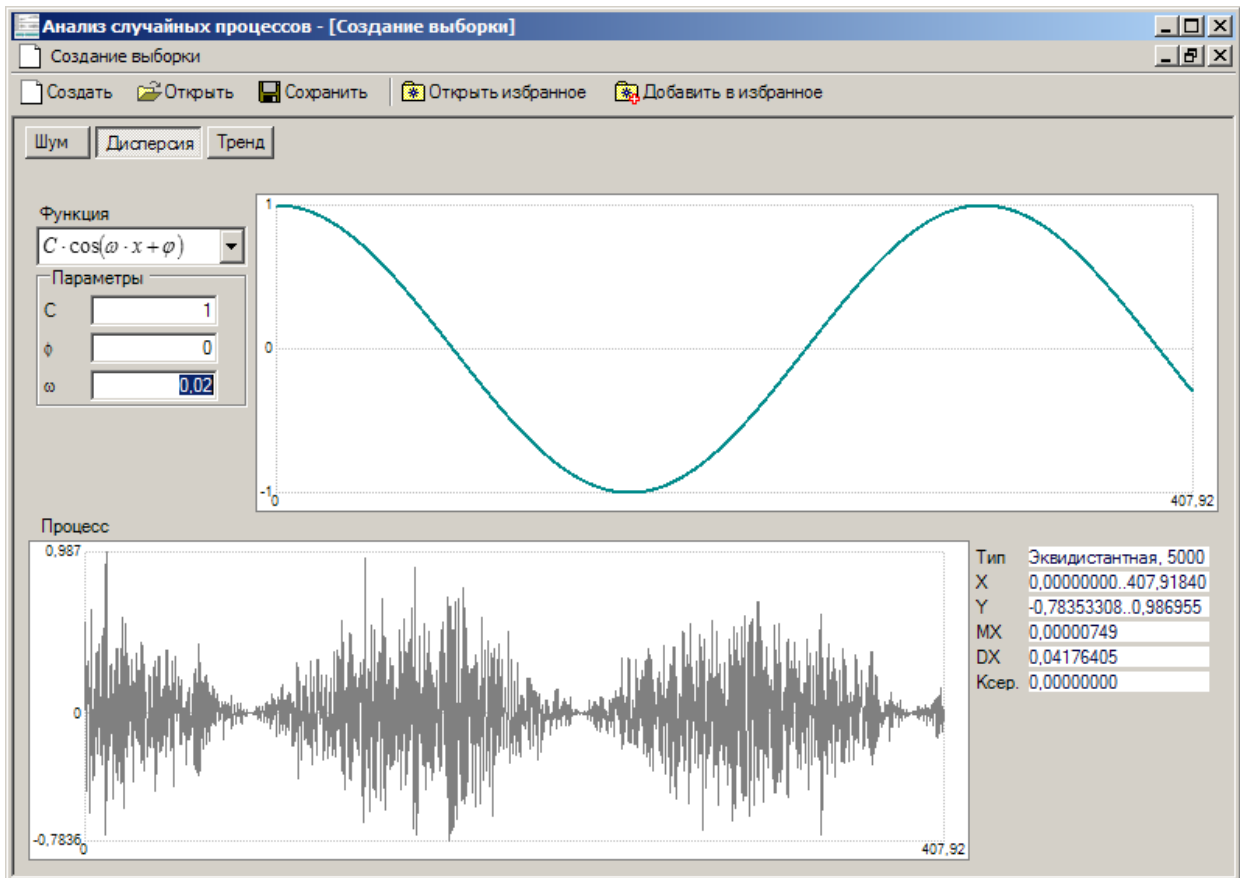 Анализ случайных процессов - [Создание выборки]
Создание выборки
Создать Открыть Сохранить Открыть избранное Добавить в избранное
Шум Дисперсия Тренд
Функция
C · cos(ω · x + φ)
Параметры
C 1
ϕ 0
ω 0,02
1
0
-1
0 407,92
Процесс
0,987
0
-0,7836
0 407,92
Тип Эквидистантная, 5000
X 0,00000000..407,91840
Y -0,78353308..0,986955
MX 0,00000749
DX 0,04176405
Ксер. 0,00000000